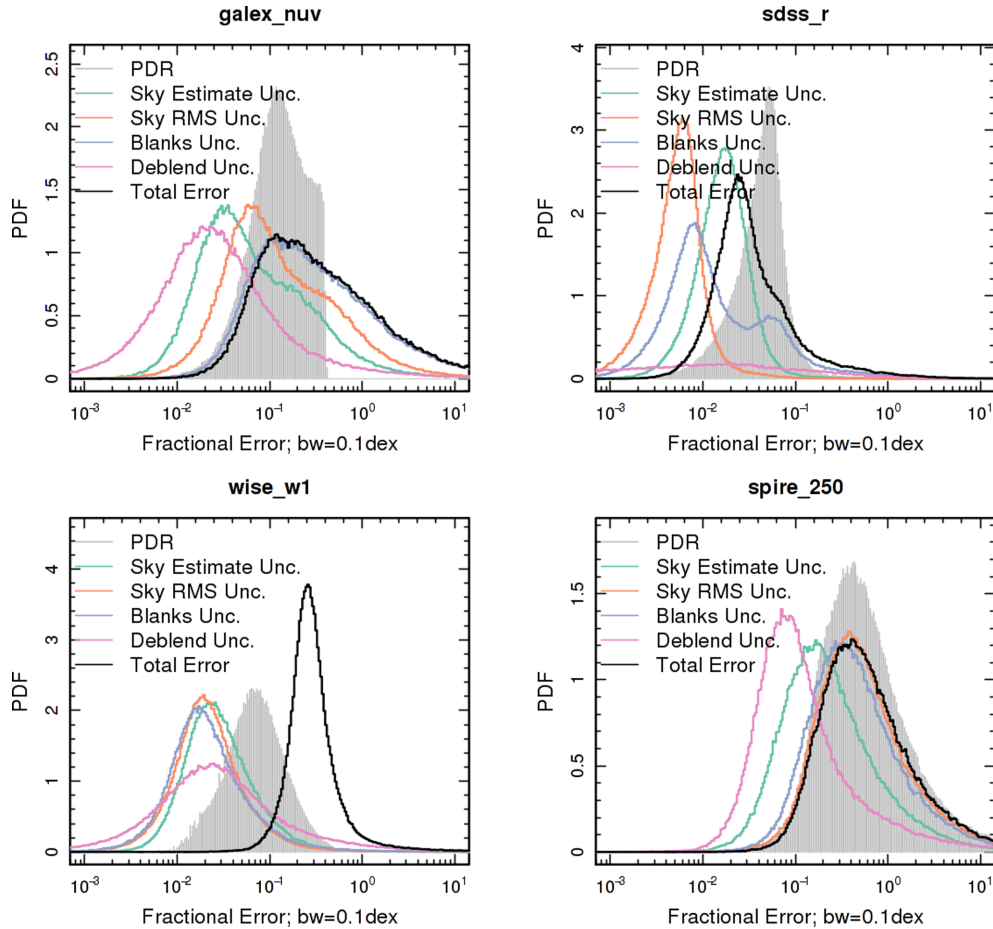 galex_nuv
PDR
Sky Estimate Unc.
Sky RMS Unc.
Blanks Unc.
Deblend Unc.
Total Error
PDF
0 0.5 1 1.5 2 2.5
10⁻³ 10⁻² 10⁻¹ 10⁰ 10¹
Fractional Error; bw=0.1dex
sdss_r
PDR
Sky Estimate Unc.
Sky RMS Unc.
Blanks Unc.
Deblend Unc.
Total Error
PDF
0 1 2 3 4
10⁻³ 10⁻² 10⁻¹ 10⁰ 10¹
Fractional Error; bw=0.1dex
wise_w1
PDR
Sky Estimate Unc.
Sky RMS Unc.
Blanks Unc.
Deblend Unc.
Total Error
PDF
0 1 2 3 4
10⁻³ 10⁻² 10⁻¹ 10⁰ 10¹
Fractional Error; bw=0.1dex
spire_250
PDR
Sky Estimate Unc.
Sky RMS Unc.
Blanks Unc.
Deblend Unc.
Total Error
PDF
0 0.5 1 1.5
10⁻³ 10⁻² 10⁻¹ 10⁰ 10¹
Fractional Error; bw=0.1dex